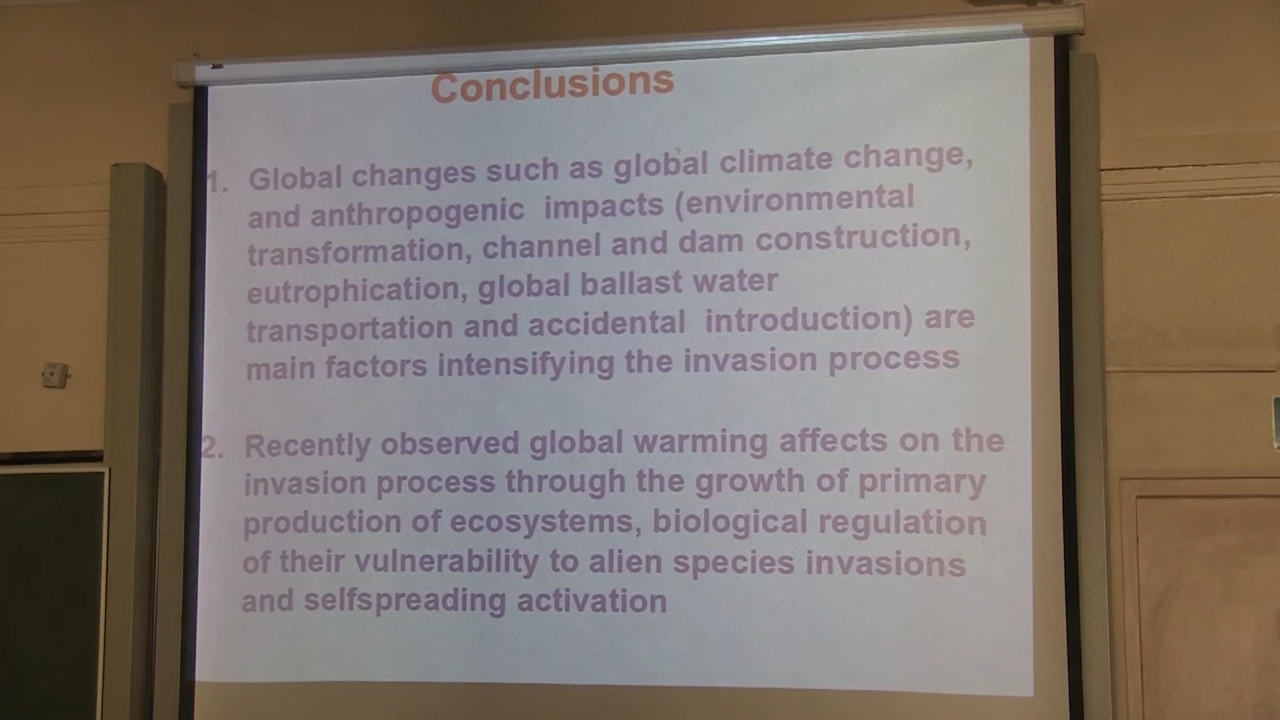 Conclusions
1. Global changes such as global climate change,
and anthropogenic impacts (environmental
transformation, channel and dam construction,
eutrophication, global ballast water
transportation and accidental introduction) are
main factors intensifying the invasion process
2. Recently observed global warming affects on the
invasion process through the growth of primary
production of ecosystems, biological regulation
of their vulnerability to alien species invasions
and selfspreading activation